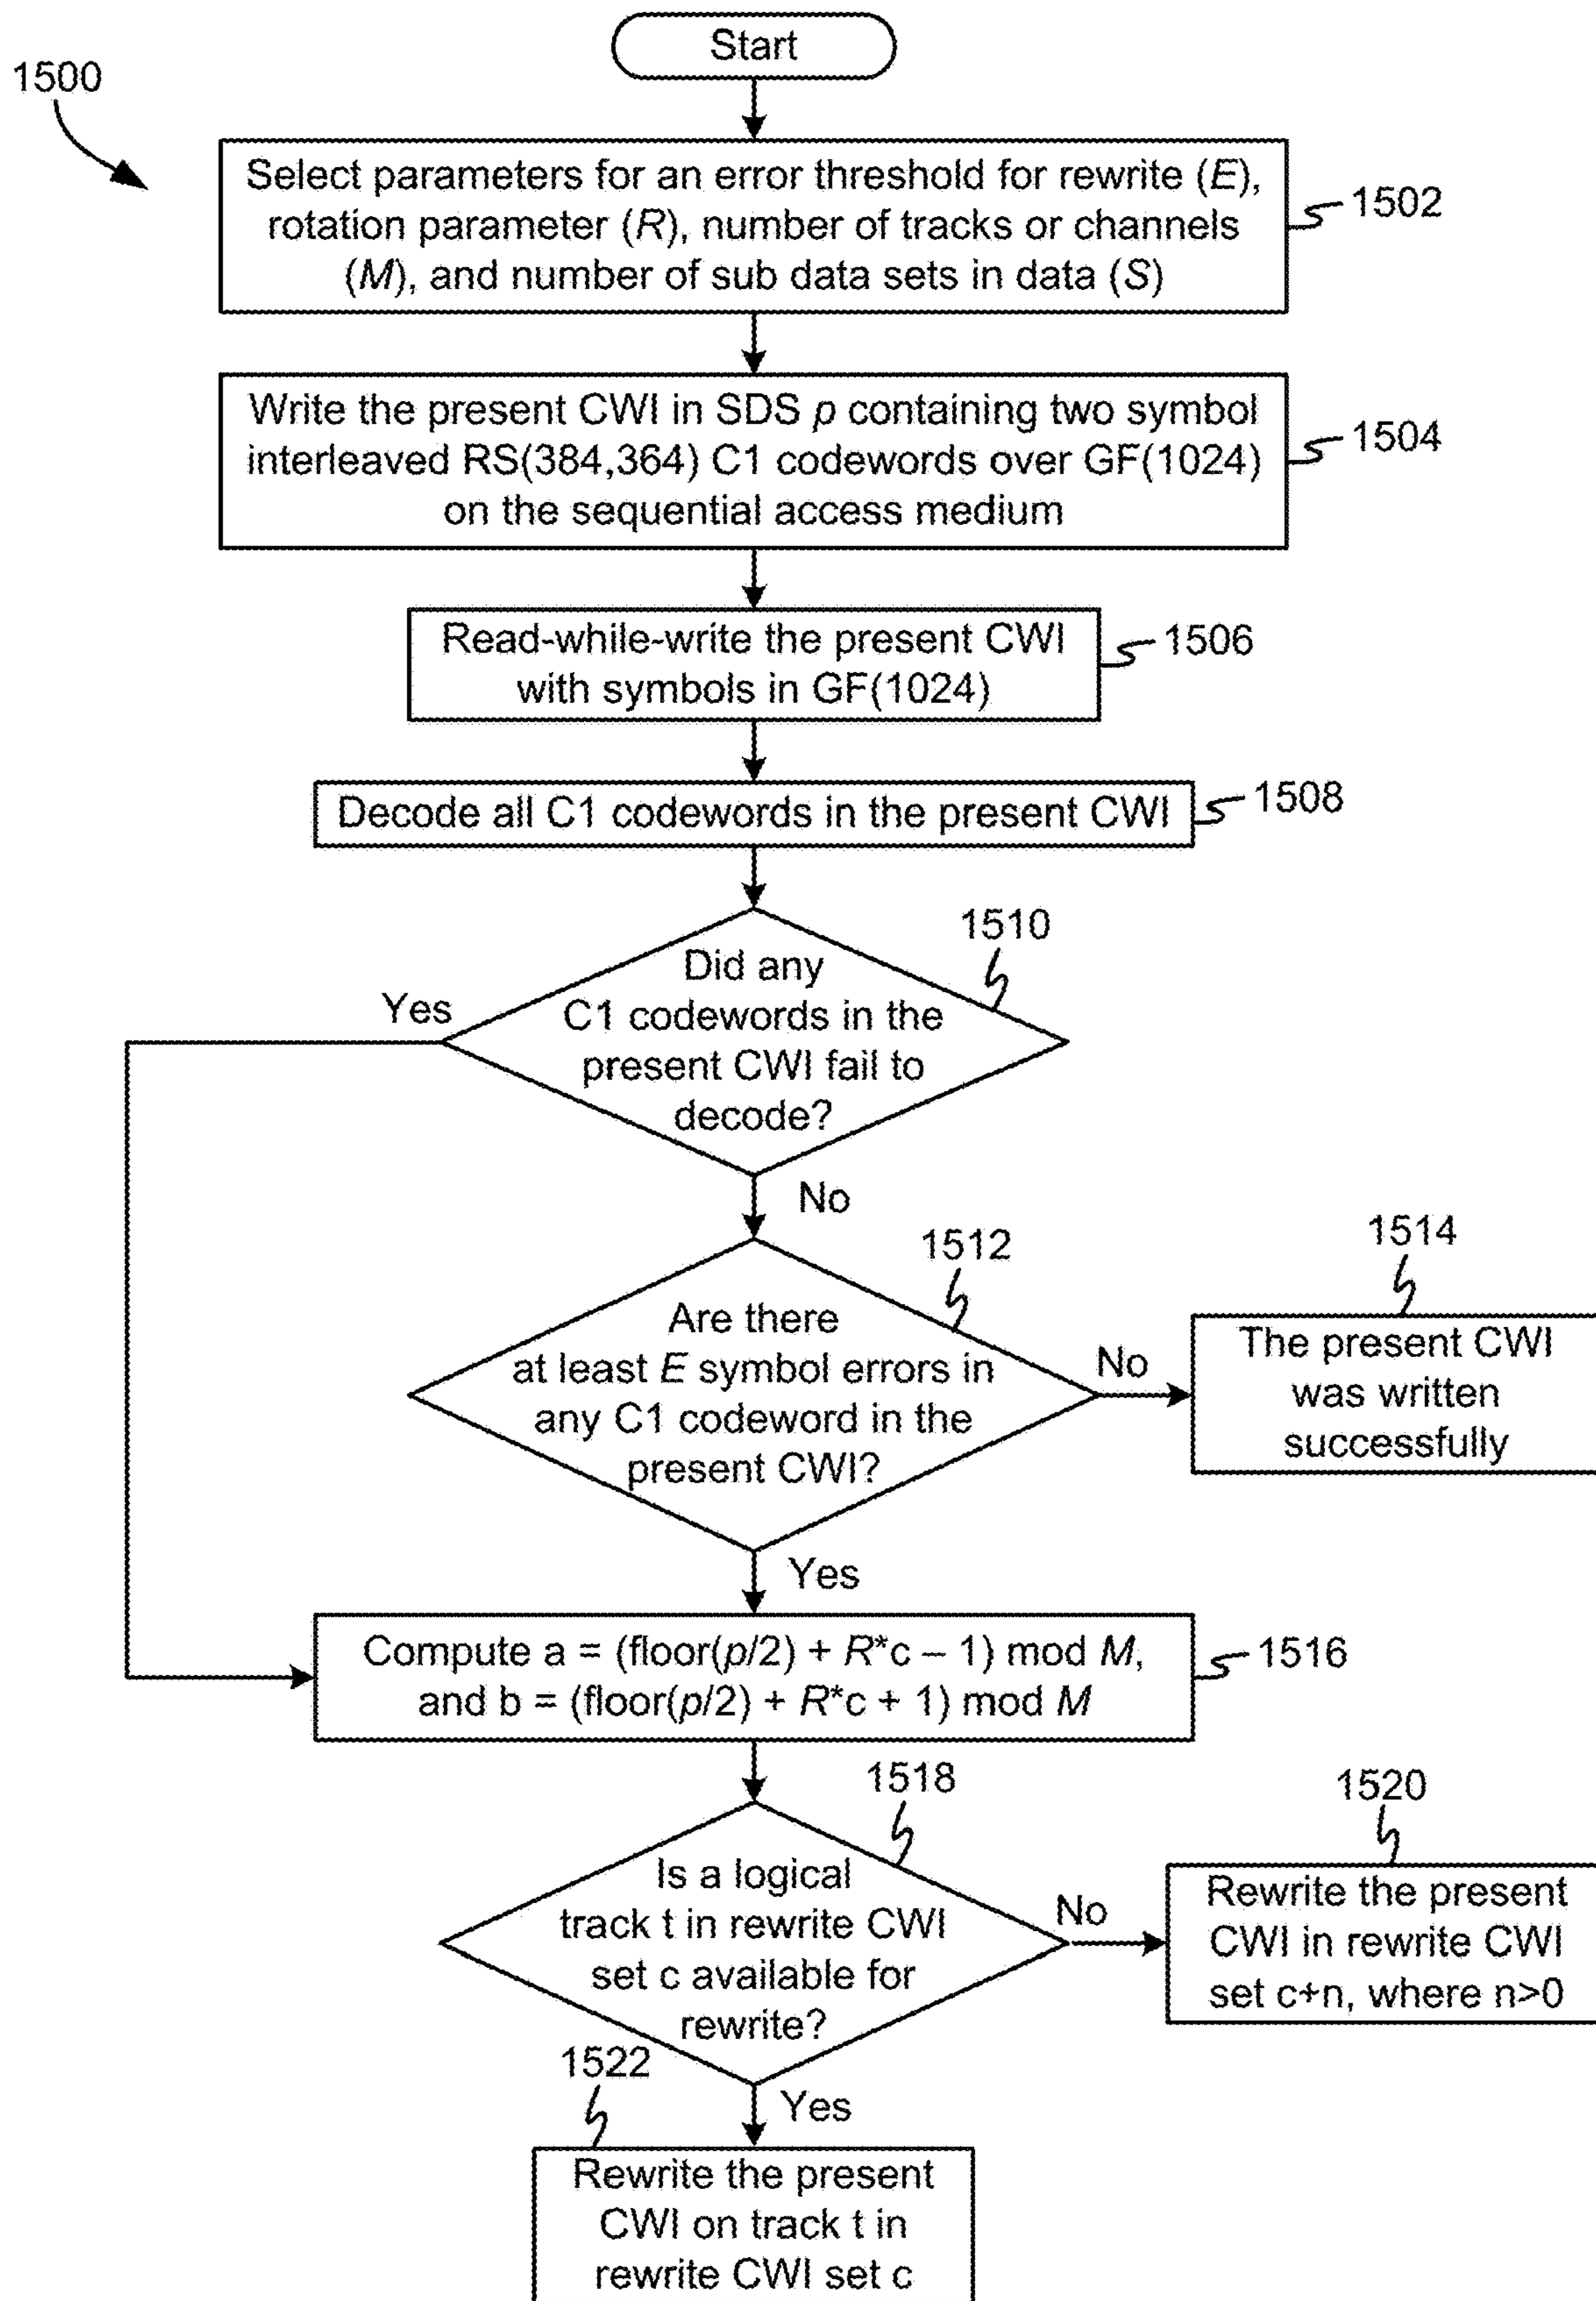 Start
1500
Select parameters for an error threshold for rewrite (E),
rotation parameter (R), number of tracks or channels
(M), and number of sub data sets in data (S)
1502
Write the present CWI in SDS p containing two symbol
interleaved RS(384,364) C1 codewords over GF(1024)
on the sequential access medium
1504
Read-while-write the present CWI
with symbols in GF(1024)
1506
Decode all C1 codewords in the present CWI
1508
1510
Did any
C1 codewords in the
present CWI fail to
decode?
Yes
No
1512
Are there
at least E symbol errors in
any C1 codeword in the
present CWI?
No
1514
The present CWI
was written
successfully
Yes
Compute a = (floor(p/2) + R*c – 1) mod M,
and b = (floor(p/2) + R*c + 1) mod M
1516
1518
Is a logical
track t in rewrite CWI
set c available for
rewrite?
No
1520
Rewrite the present
CWI in rewrite CWI
set c+n, where n>0
1522
Yes
Rewrite the present
CWI on track t in
rewrite CWI set c